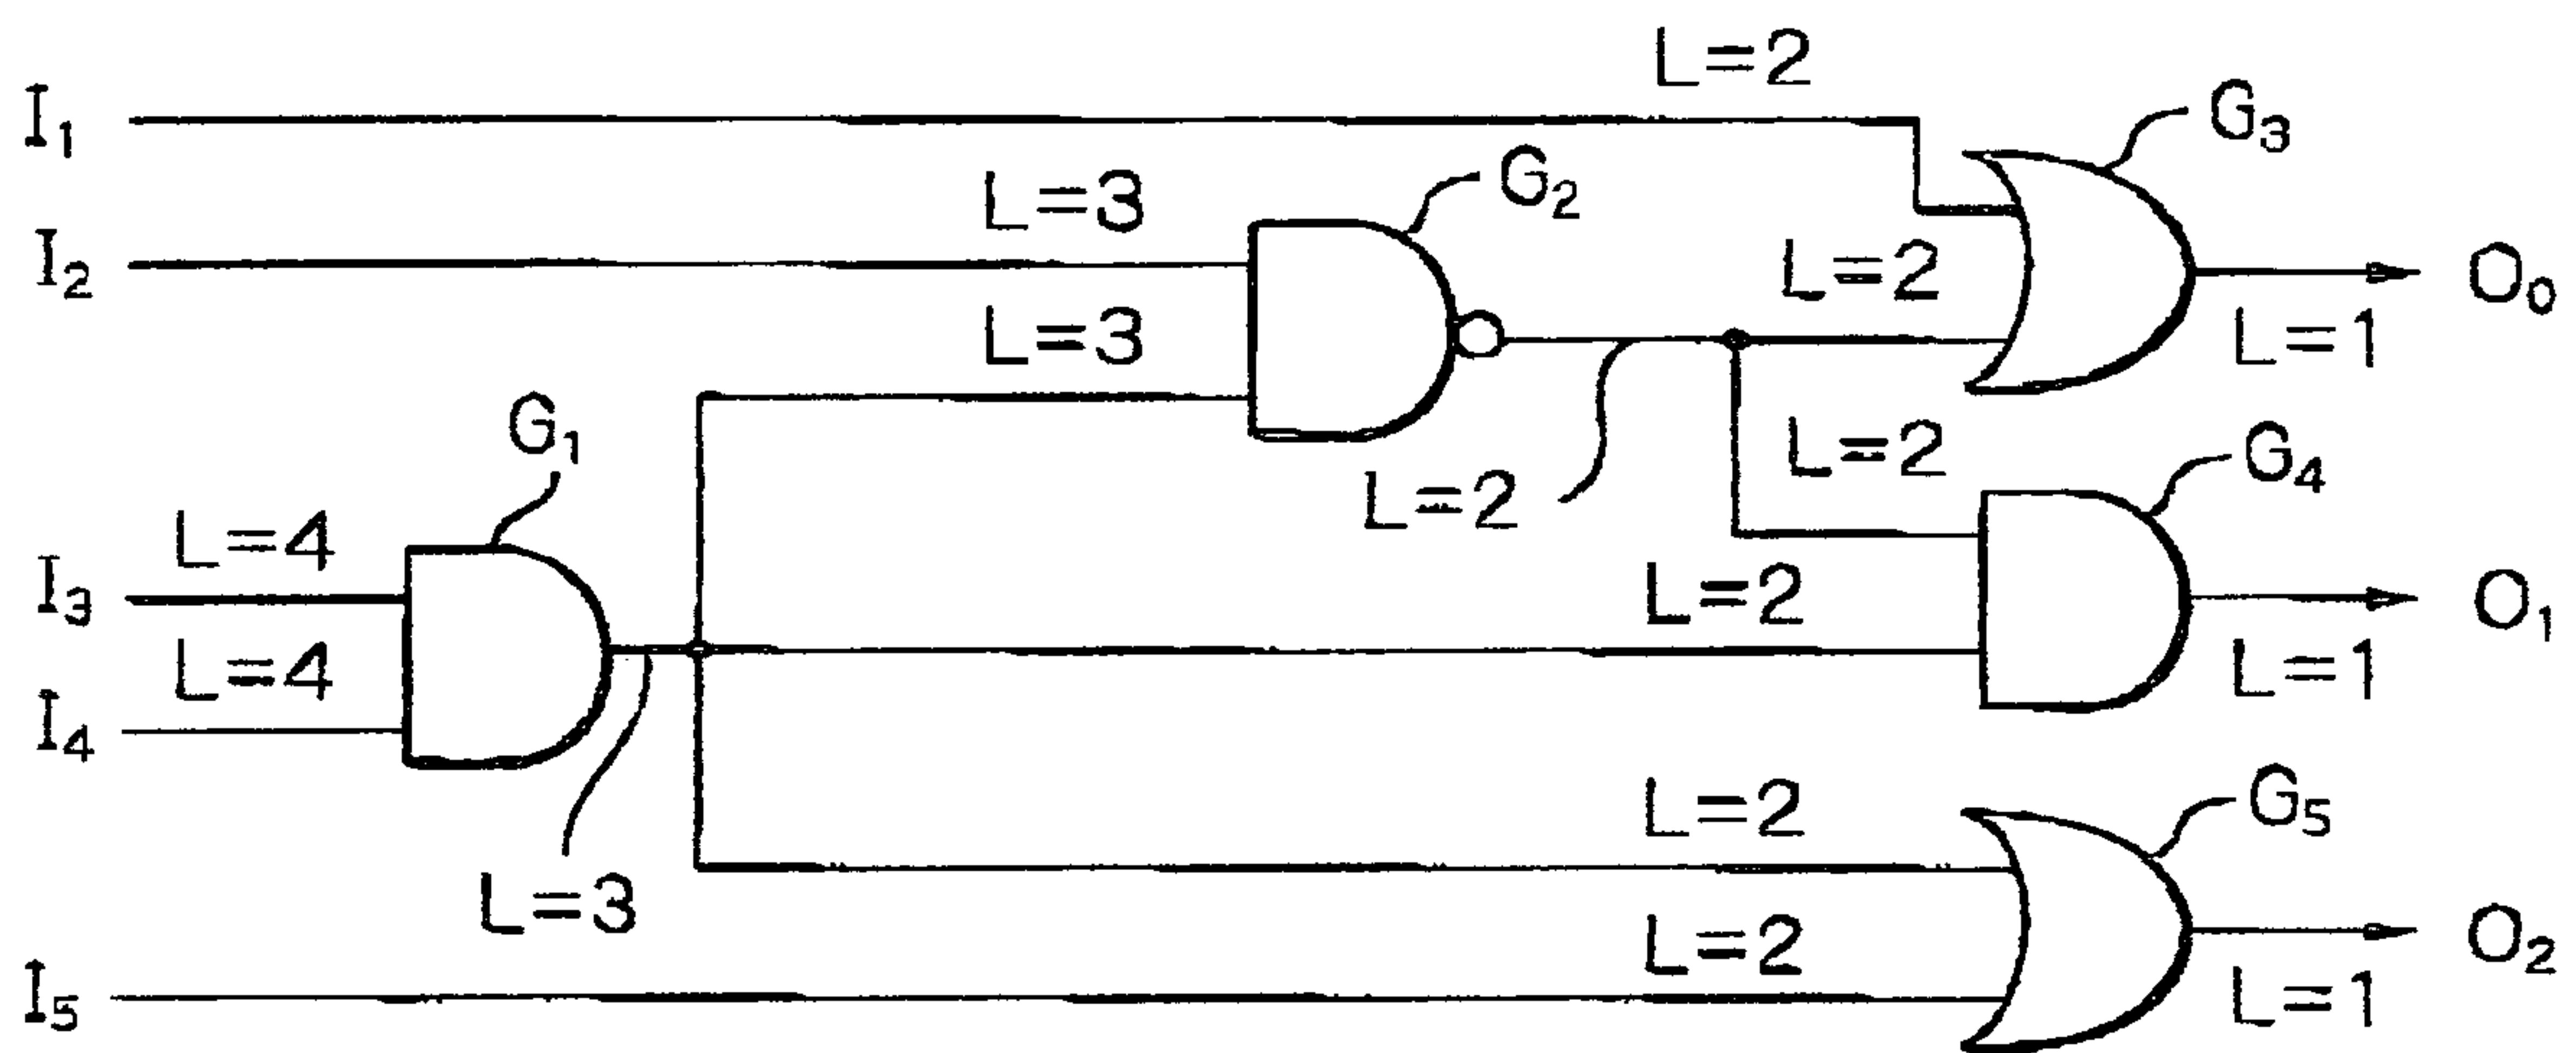 L=2
I₁
G₃
L=3
G₂
I₂
L=2
O₀
L=3
L=1
G₁
L=2
G₄
L=2
L=4
I₃
L=2
O₁
L=4
L=1
I₄
L=2
G₅
L=3
L=2
O₂
I₅
L=1